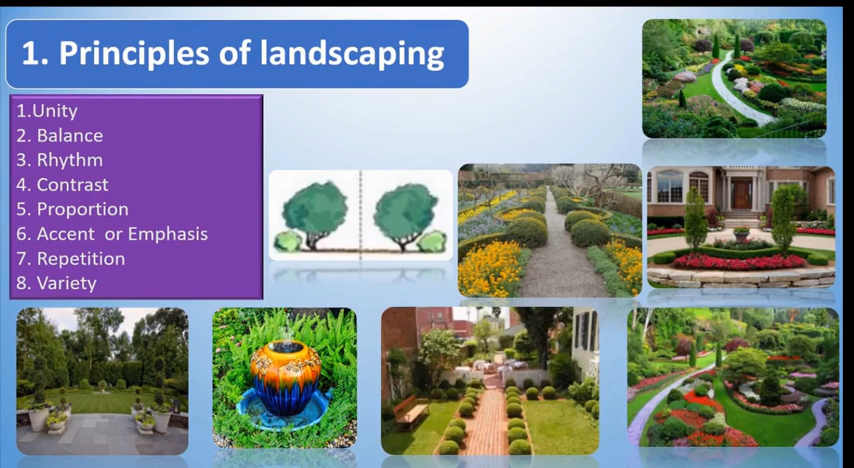 1. Principles of landscaping
1.Unity
2. Balance
3. Rhythm
4. Contrast
5. Proportion
6. Accent or Emphasis
7. Repetition
8. Variety